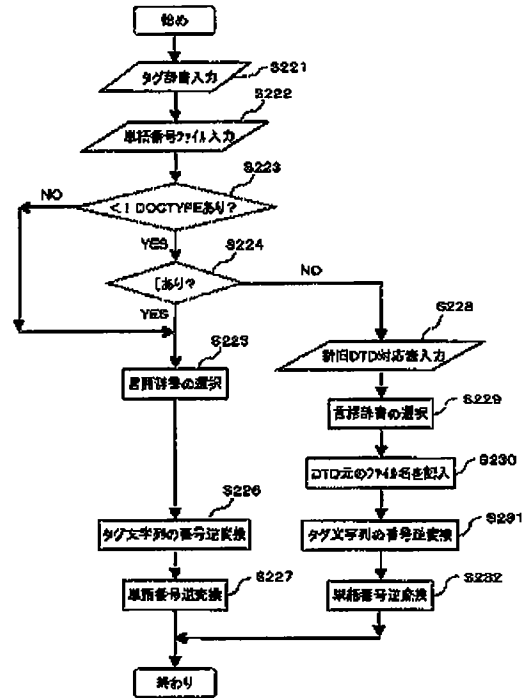 始め
タグ辞書入力
S221
単語番号ファイル入力
S222
<！DOCTYPEあり？
S223
NO
YES
[あり？
S224
NO
YES
新旧DTD対応書入力
S228
言語辞書の選択
S225
言語辞書の選択
S229
DTD元のファイル名を記入
S230
タグ文字列の番号逆変換
S226
タグ文字列の番号逆変換
S231
単語番号逆変換
S227
単語番号逆変換
S232
終わり